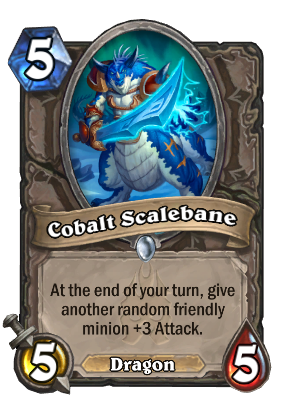 5
Cobalt Scalebane
At the end of your turn, give
another random friendly
minion +3 Attack.
5
Dragon
5